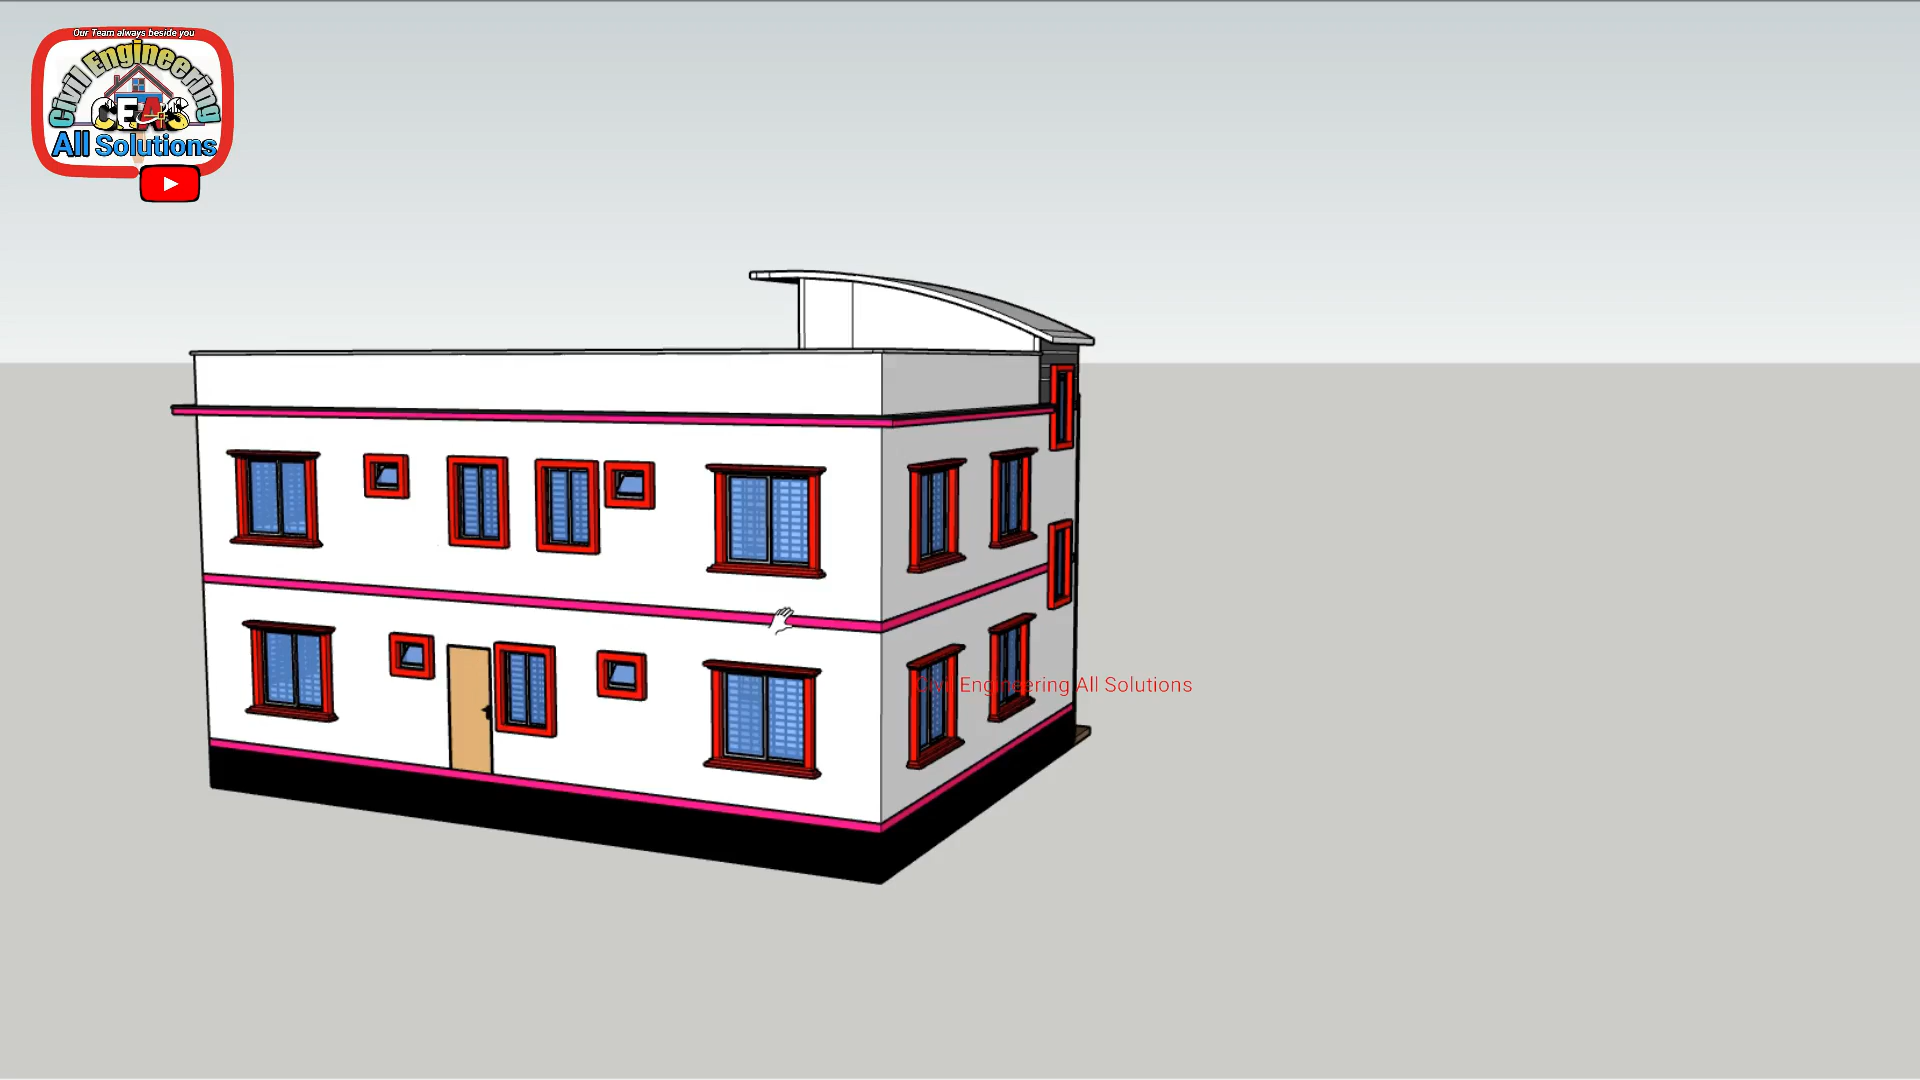 Our Team always beside you
Civil Engineering
CEAS
All Solutions
Civil Engineering All Solutions